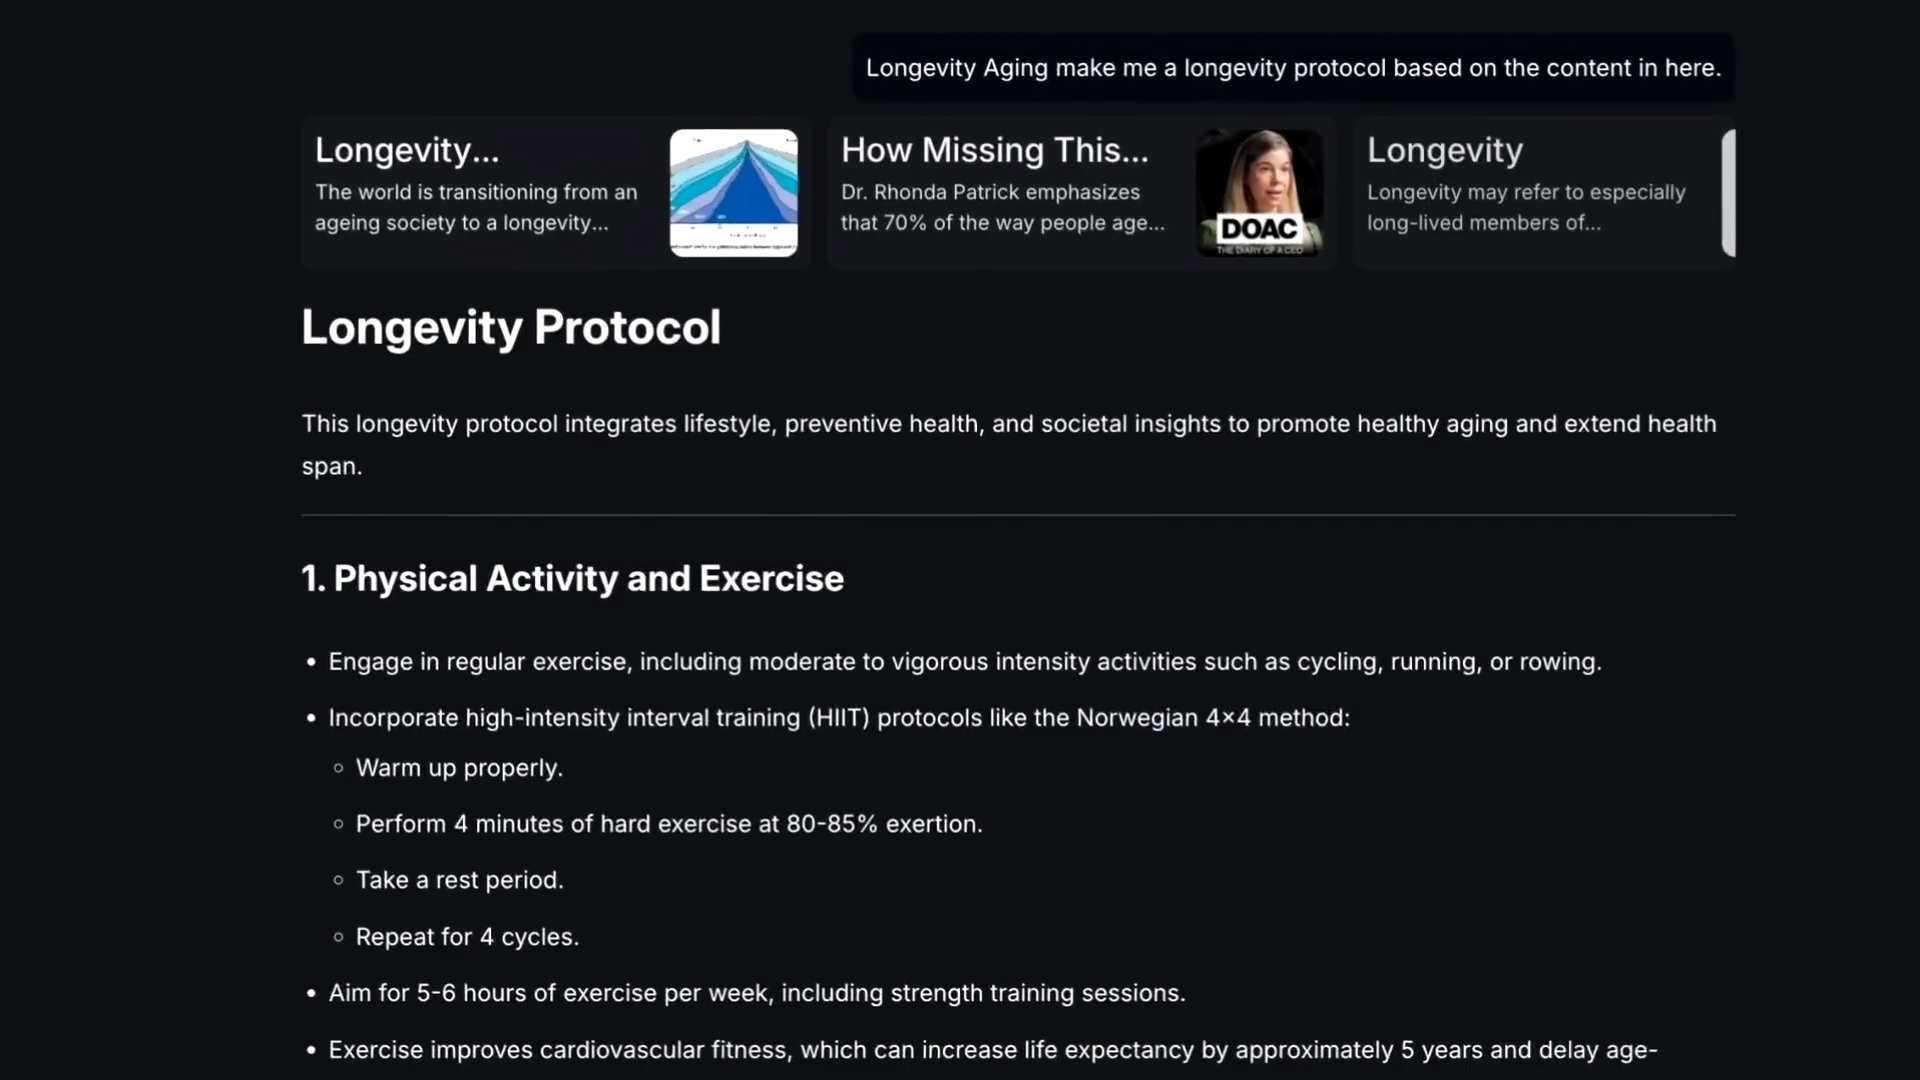 Longevity Aging make me a longevity protocol based on the content in here.
Longevity...
The world is transitioning from an
ageing society to a longevity...
How Missing This...
Dr. Rhonda Patrick emphasizes
that 70% of the way people age...
DOAC
THE DIARY OF A CEO
Longevity
Longevity may refer to especially
long-lived members of...
Longevity Protocol
This longevity protocol integrates lifestyle, preventive health, and societal insights to promote healthy aging and extend health
span.
1. Physical Activity and Exercise
• Engage in regular exercise, including moderate to vigorous intensity activities such as cycling, running, or rowing.
• Incorporate high-intensity interval training (HIIT) protocols like the Norwegian 4×4 method:
◦ Warm up properly.
◦ Perform 4 minutes of hard exercise at 80-85% exertion.
◦ Take a rest period.
◦ Repeat for 4 cycles.
• Aim for 5-6 hours of exercise per week, including strength training sessions.
• Exercise improves cardiovascular fitness, which can increase life expectancy by approximately 5 years and delay age-